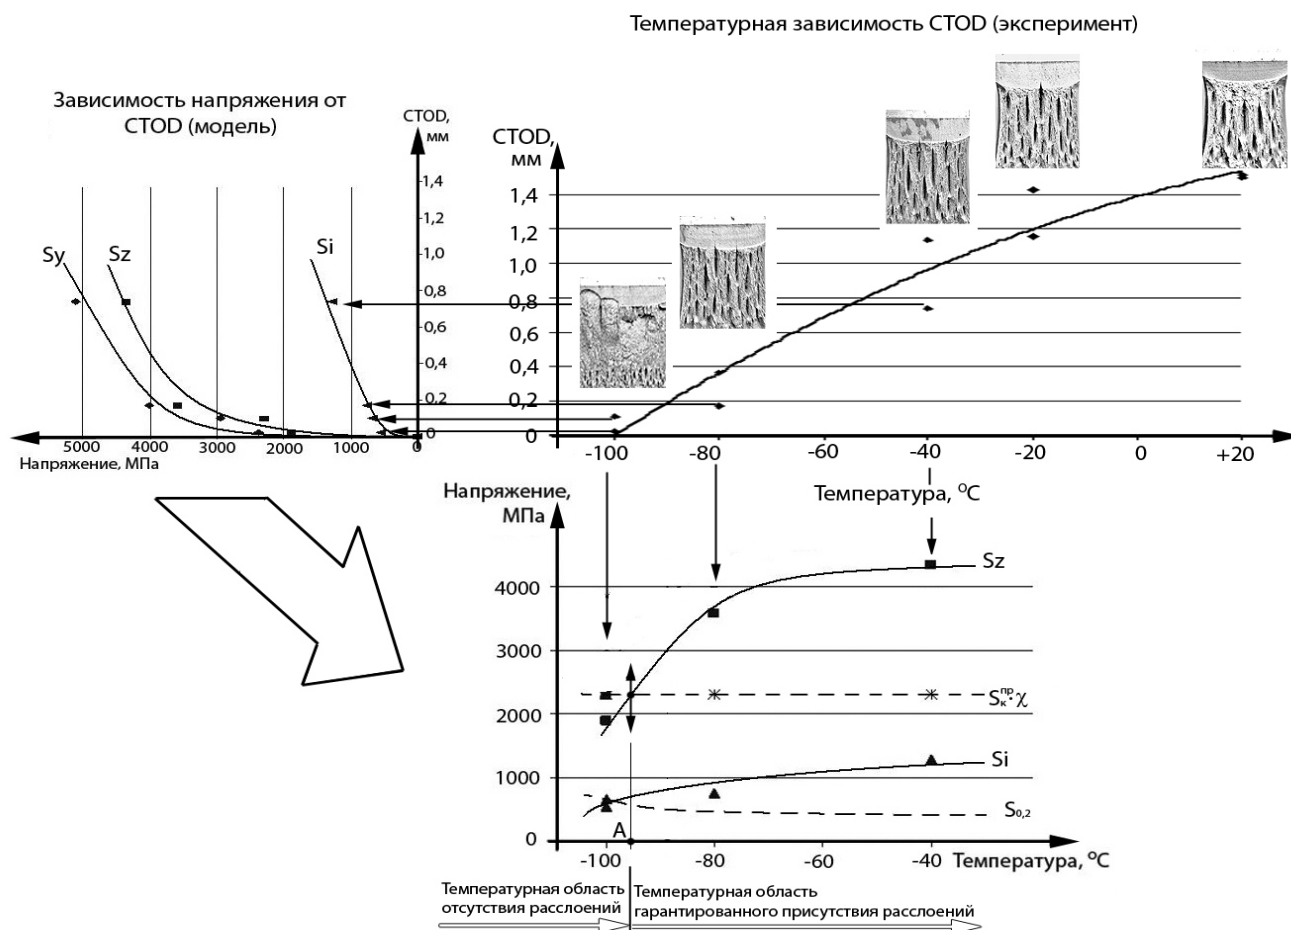 Температурная зависимость CTOD (эксперимент)
Зависимость напряжения от
CTOD (модель)
CTOD,
мм
1,4
1,2
1,0
0,8
0,6
0,4
0,2
0
Sy
Sz
Si
5000
4000
3000
2000
1000
0
Напряжение, МПа
CTOD,
мм
1,4
1,2
1,0
0,8
0,6
0,4
0,2
0
-100
-80
-60
-40
-20
0
+20
Температура, ⁰C
Напряжение,
МПа
4000
3000
2000
1000
0
Sz
Sкпр·χ
Si
S0,2
A
-100
-80
-60
-40
Температура, ⁰C
Температурная область
отсутствия расслоений
Температурная область
гарантированного присутствия расслоений